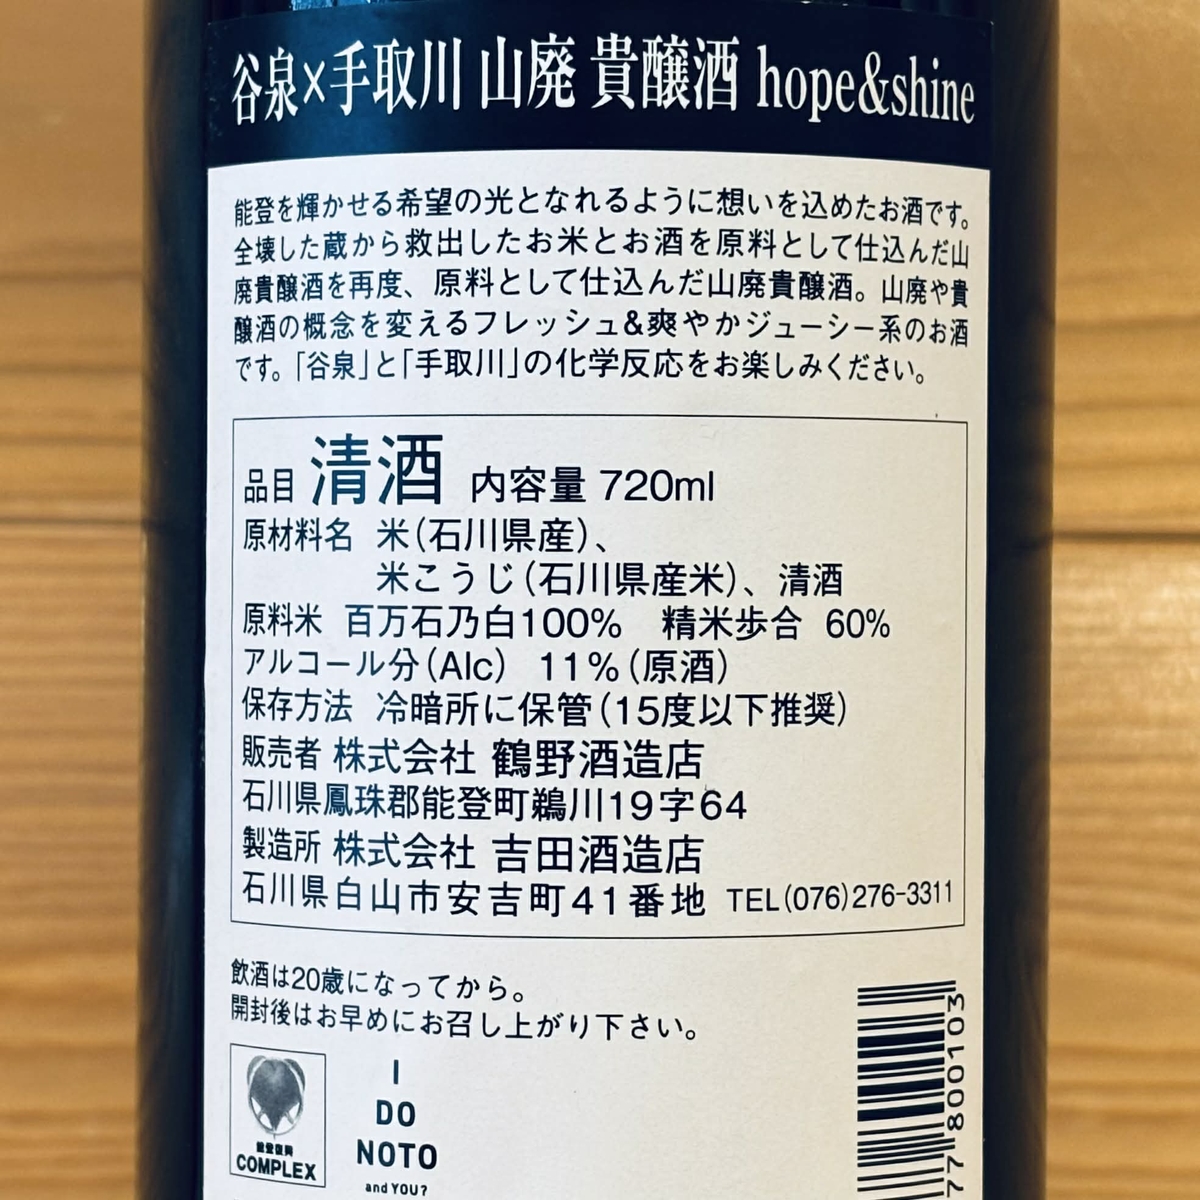 谷泉×手取川 山廃 貴醸酒 hope&shine
能登を輝かせる希望の光となれるように想いを込めたお酒です。
全壊した蔵から救出したお米とお酒を原料として仕込んだ山
廃貴醸酒を再度、原料として仕込んだ山廃貴醸酒。山廃や貴
醸酒の概念を変えるフレッシュ&爽やかジューシー系のお酒
です。「谷泉」と「手取川」の化学反応をお楽しみください。
品目 清酒 内容量 720ml
原材料名 米(石川県産)、
米こうじ(石川県産米)、清酒
原料米 百万石乃白100% 精米歩合 60%
アルコール分(Alc) 11%(原酒)
保存方法 冷暗所に保管(15度以下推奨)
販売者 株式会社 鶴野酒造店
石川県鳳珠郡能登町鵜川19字64
製造所 株式会社 吉田酒造店
石川県白山市安吉町41番地 TEL(076)276-3311
飲酒は20歳になってから。
開封後はお早めにお召し上がり下さい。
能登復興
COMPLEX
I
DO
NOTO
and YOU?
77800103